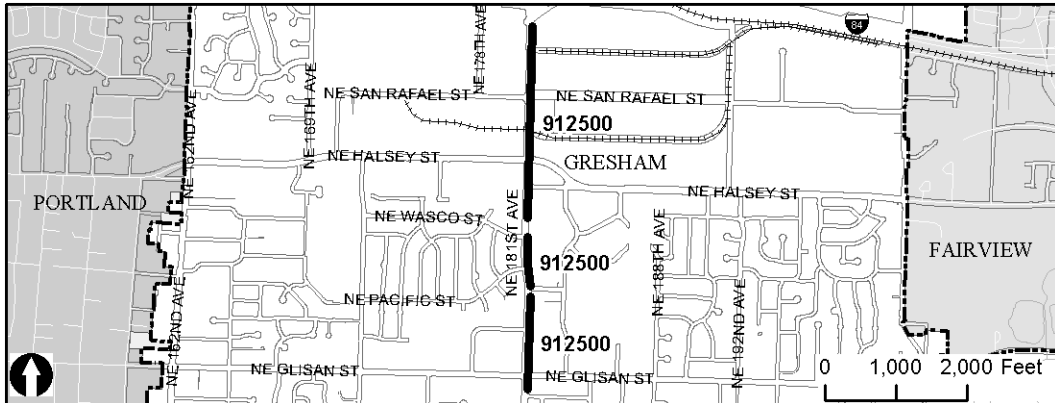 NE 178TH AVE
84
NE 162ND AVE
NE 169TH AVE
NE SAN RAFAEL ST
NE SAN RAFAEL ST
912500
NE HALSEY ST
GRESHAM
NE HALSEY ST
PORTLAND
NE WASCO ST
NE 181ST AVE
NE 188TH AVE
FAIRVIEW
912500
NE 162ND AVE
NE PACIFIC ST
NE 192ND AVE
912500
NE GLISAN ST
NE GLISAN ST
0 1,000 2,000 Feet